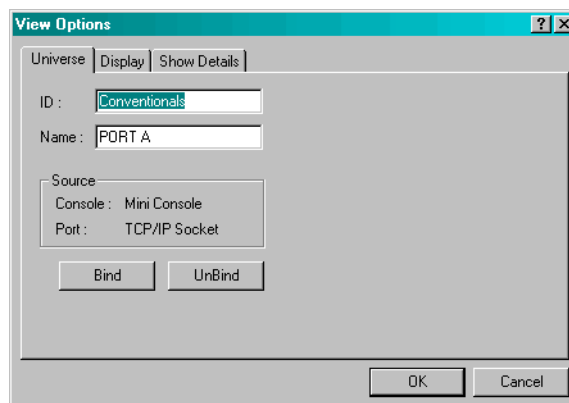 View Options
Universe Display Show Details
ID : Conventionals
Name : PORT A
Source
Console : Mini Console
Port : TCP/IP Socket
Bind UnBind
OK Cancel